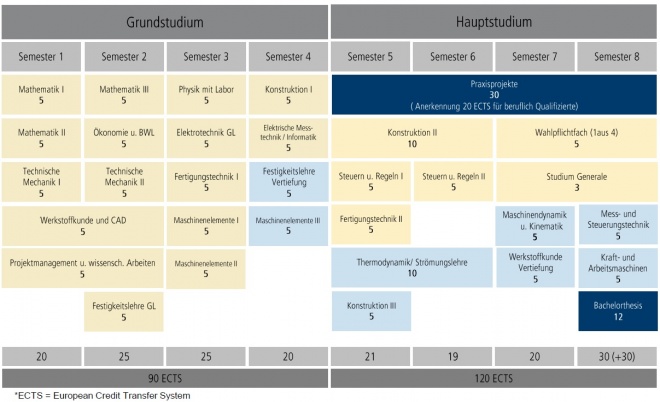 Grundstudium
Hauptstudium
Semester 1
Semester 2
Semester 3
Semester 4
Semester 5
Semester 6
Semester 7
Semester 8
Mathematik I
5
Mathematik III
5
Physik mit Labor
5
Konstruktion I
5
Praxisprojekte
30
( Anerkennung 20 ECTS für beruflich Qualifizierte)
Mathematik II
5
Ökonomie u. BWL
5
Elektrotechnik GL
5
Elektrische Mess-
technik / Informatik
5
Konstruktion II
10
Wahlpflichtfach (1aus 4)
5
Technische
Mechanik I
5
Technische
Mechanik II
5
Fertigungstechnik I
5
Festigkeitslehre
Vertiefung
5
Steuern u. Regeln I
5
Steuern u. Regeln II
5
Studium Generale
3
Werkstoffkunde und CAD
5
Maschinenelemente I
5
Maschinenelemente III
5
Fertigungstechnik II
5
Maschinendynamik
u. Kinematik
5
Mess- und
Steuerungstechnik
5
Projektmanagement u. wissensch. Arbeiten
5
Maschinenelemente II
5
Thermodynamik/ Strömungslehre
10
Werkstoffkunde
Vertiefung
5
Kraft- und
Arbeitsmaschinen
5
Festigkeitslehre GL
5
Konstruktion III
5
Bachelorthesis
12
20
25
25
20
21
19
20
30 (+30)
90 ECTS
120 ECTS
*ECTS = European Credit Transfer System